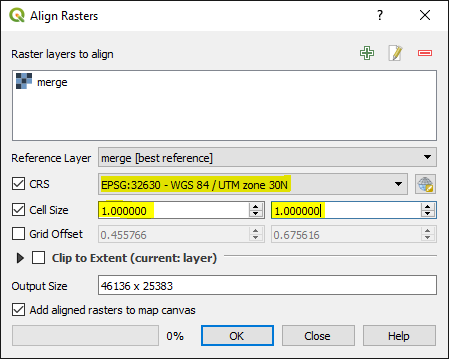 Align Rasters
Raster layers to align
merge
Reference Layer merge [best reference]
CRS EPSG:32630 - WGS 84 / UTM zone 30N
Cell Size 1.000000 1.000000
Grid Offset 0.455766 0.675616
Clip to Extent (current: layer)
Output Size 46136 x 25383
Add aligned rasters to map canvas
0% OK Close Help